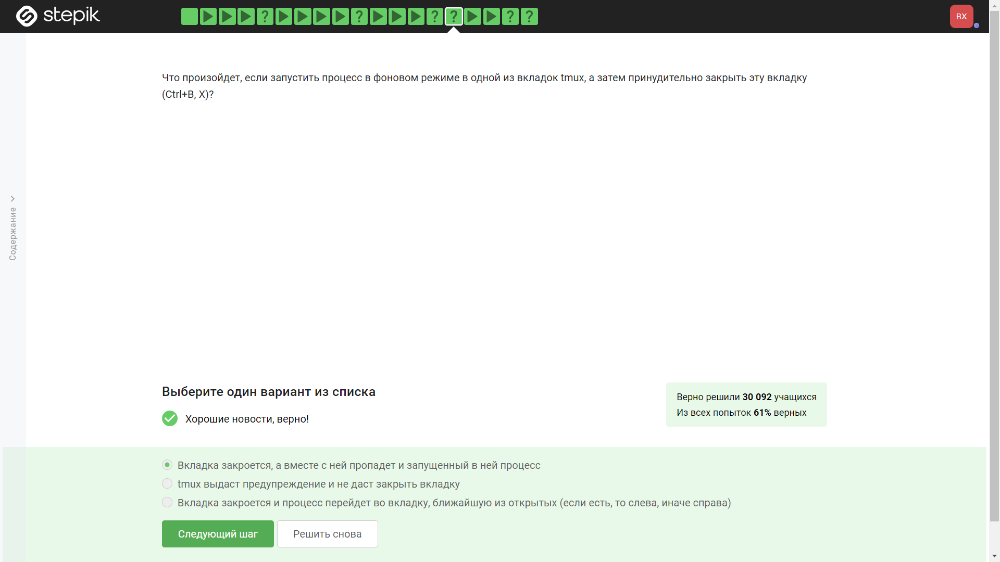 stepik
? ? ? ? ? ?
ВХ
Что произойдет, если запустить процесс в фоновом режиме в одной из вкладок tmux, а затем принудительно закрыть эту вкладку
(Ctrl+B, X)?
Содержание
Выберите один вариант из списка
Верно решили 30 092 учащихся
Из всех попыток 61% верных
Хорошие новости, верно!
Вкладка закроется, а вместе с ней пропадет и запущенный в ней процесс
tmux выдаст предупреждение и не даст закрыть вкладку
Вкладка закроется и процесс перейдет во вкладку, ближайшую из открытых (если есть, то слева, иначе справа)
Следующий шаг
Решить снова